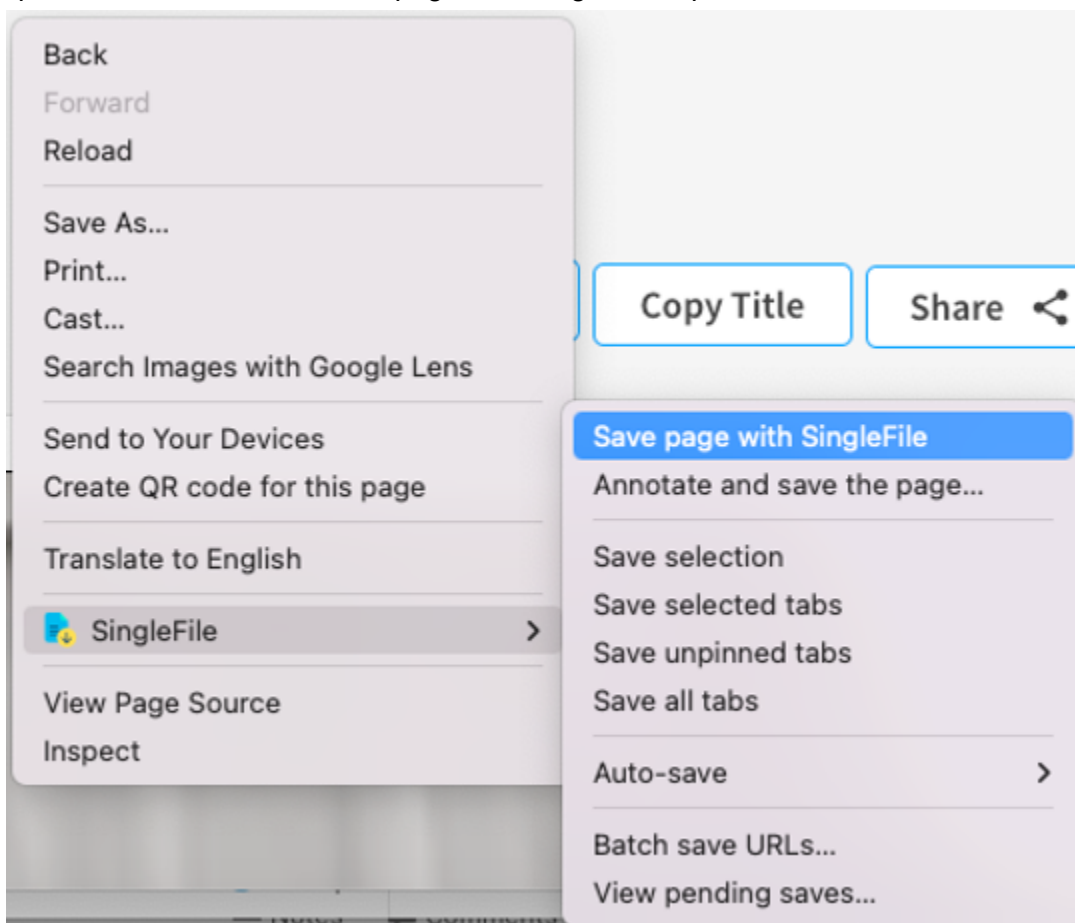 Back
Forward
Reload
Save As...
Print...
Cast...
Search Images with Google Lens
Send to Your Devices
Create QR code for this page
Translate to English
SingleFile
View Page Source
Inspect
Copy Title
Share
Save page with SingleFile
Annotate and save the page...
Save selection
Save selected tabs
Save unpinned tabs
Save all tabs
Auto-save
Batch save URLs...
View pending saves...